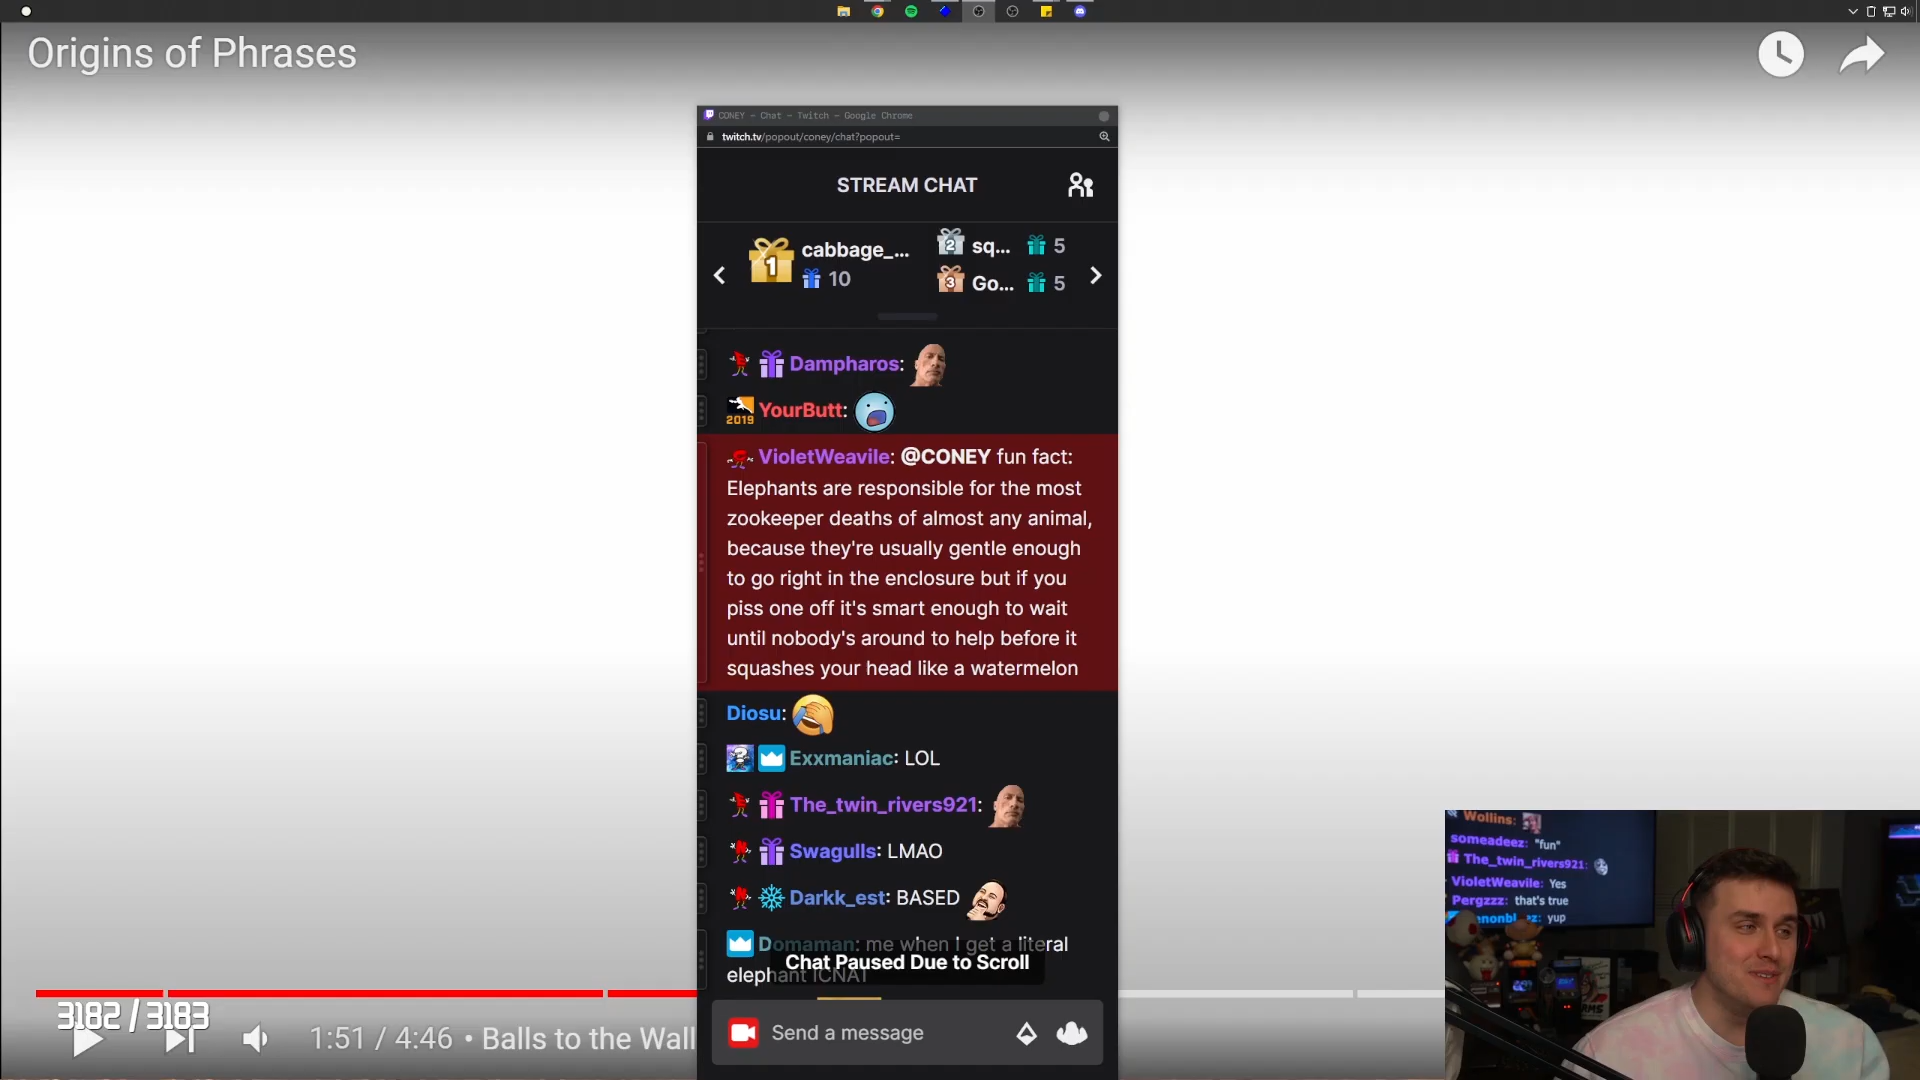 Origins of Phrases
CONEY - Chat - Twitch - Google Chrome
twitch.tv/popout/coney/chat?popout=
STREAM CHAT
1 cabbage_...
10
2 sq... 5
3 Go... 5
Dampharos:
2019 YourButt:
VioletWeavile: @CONEY fun fact:
Elephants are responsible for the most
zookeeper deaths of almost any animal,
because they're usually gentle enough
to go right in the enclosure but if you
piss one off it's smart enough to wait
until nobody's around to help before it
squashes your head like a watermelon
Diosu:
Exxmaniac: LOL
The_twin_rivers921:
Swagulls: LMAO
Darkk_est: BASED
Domaman: me when I get a literal
elephant ICNAT
Chat Paused Due to Scroll
Send a message
3182 / 3183
1:51 / 4:46 • Balls to the Wall
Wollins:
someadeez: "fun"
The_twin_rivers921:
VioletWeavile: Yes
Pergzzz: that's true
yup